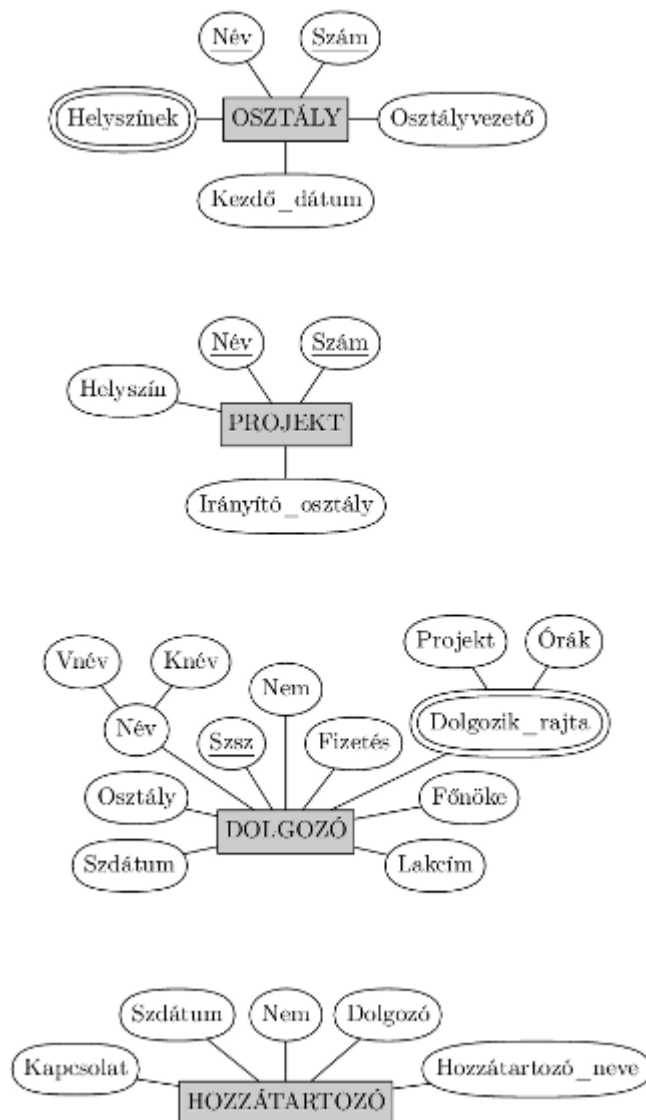 Név Szám
Helyszínek OSZTÁLY Osztályvezető
Kezdő_dátum
Név Szám
Helyszín
PROJEKT
Irányító_osztály
Projekt Órák
Vnév Knév
Nem
Név Szsz Fizetés Dolgozik_rajta
Osztály Főnöke
DOLGOZÓ
Szdátum Lakcím
Szdátum Nem Dolgozó
Kapcsolat Hozzátartozó_neve
HOZZÁTARTOZÓ